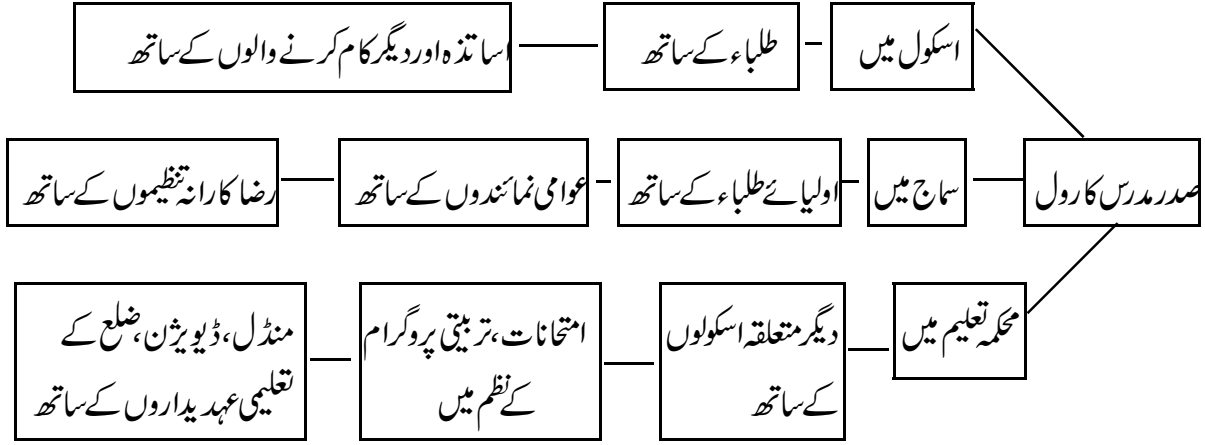 اسکول میں
طلباء کے ساتھ
اساتذہ اور دیگر کام کرنے والوں کے ساتھ
صدر مدرس کا رول
سماج میں
اولیائے طلباء کے ساتھ
عوامی نمائندوں کے ساتھ
رضا کارانہ تنظیموں کے ساتھ
محکمہ تعلیم میں
دیگر متعلقہ اسکولوں
کے ساتھ
امتحانات، تربیتی پروگرام
کے نظم میں
منڈل، ڈیویژن، ضلع کے
تعلیمی عہدیداروں کے ساتھ